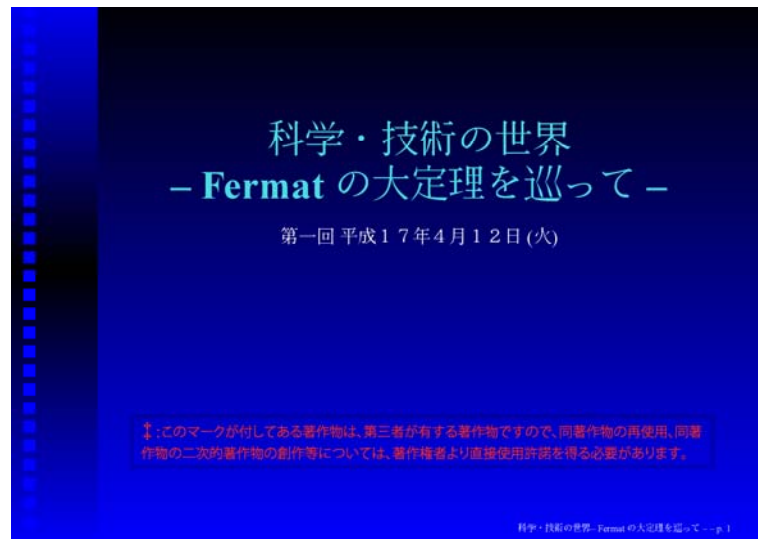 科学・技術の世界
– Fermat の大定理を巡って –
第一回 平成１７年４月１２日 (火)
‡:このマークが付してある著作物は、第三者が有する著作物ですので、同著作物の再使用、同著
作物の二次的著作物の創作等については、著作権者より直接使用許諾を得る必要があります。
科学・技術の世界– Fermat の大定理を巡って – – p. 1